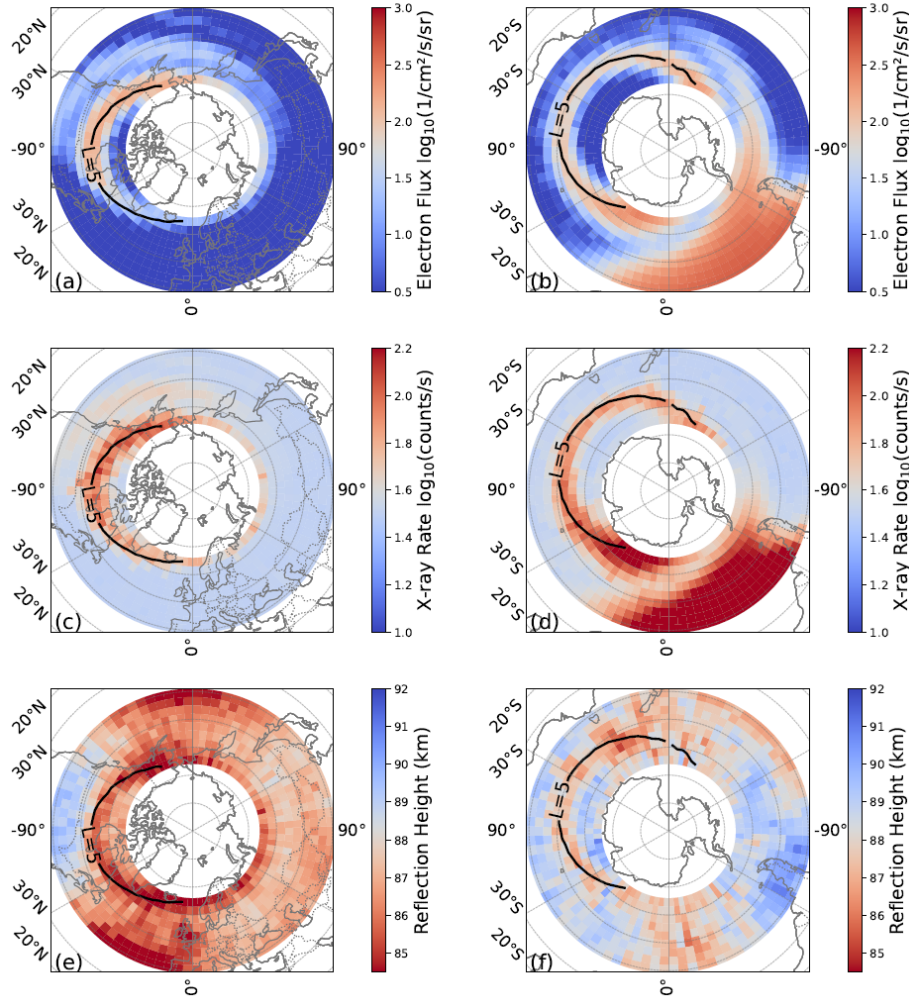 20°N
30°N
-90°
30°N
20°N
90°
0°
L=5
(a)
3.0
2.5
2.0
1.5
1.0
0.5
Electron Flux log₁₀(1/cm²/s/sr)
20°S
30°S
90°
30°S
20°S
-90°
0°
L=5
(b)
3.0
2.5
2.0
1.5
1.0
0.5
Electron Flux log₁₀(1/cm²/s/sr)
20°N
30°N
-90°
30°N
20°N
90°
0°
L=5
(c)
2.2
2.0
1.8
1.6
1.4
1.2
1.0
X-ray Rate log₁₀(counts/s)
20°S
30°S
90°
30°S
20°S
-90°
0°
L=5
(d)
2.2
2.0
1.8
1.6
1.4
1.2
1.0
X-ray Rate log₁₀(counts/s)
20°N
30°N
-90°
30°N
20°N
90°
0°
L=5
(e)
92
91
90
89
88
87
86
85
Reflection Height (km)
20°S
30°S
90°
30°S
20°S
-90°
0°
L=5
(f)
92
91
90
89
88
87
86
85
Reflection Height (km)